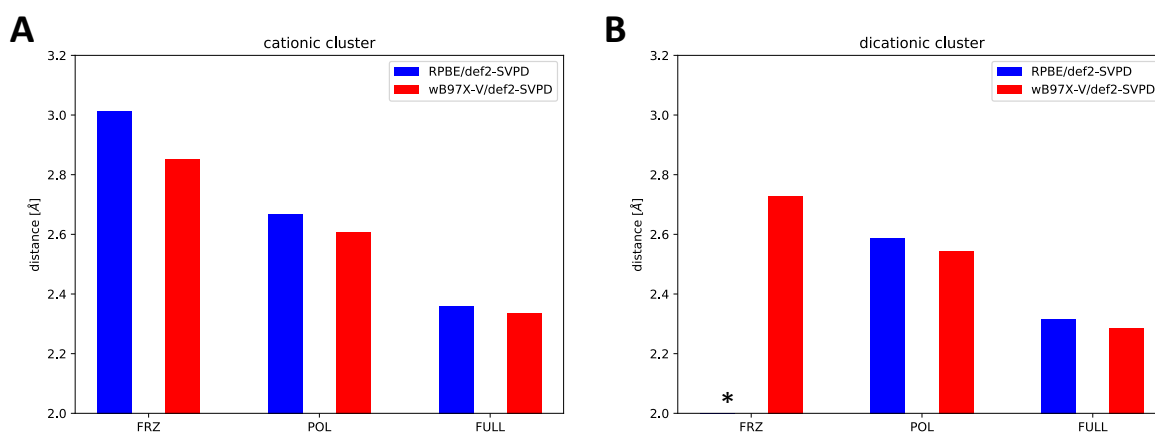 A
cationic cluster
RPBE/def2-SVPD
wB97X-V/def2-SVPD
distance [Å]
3.2
3.0
2.8
2.6
2.4
2.2
2.0
FRZ
POL
FULL
B
dicationic cluster
RPBE/def2-SVPD
wB97X-V/def2-SVPD
distance [Å]
3.2
3.0
2.8
2.6
2.4
2.2
2.0
*
FRZ
POL
FULL